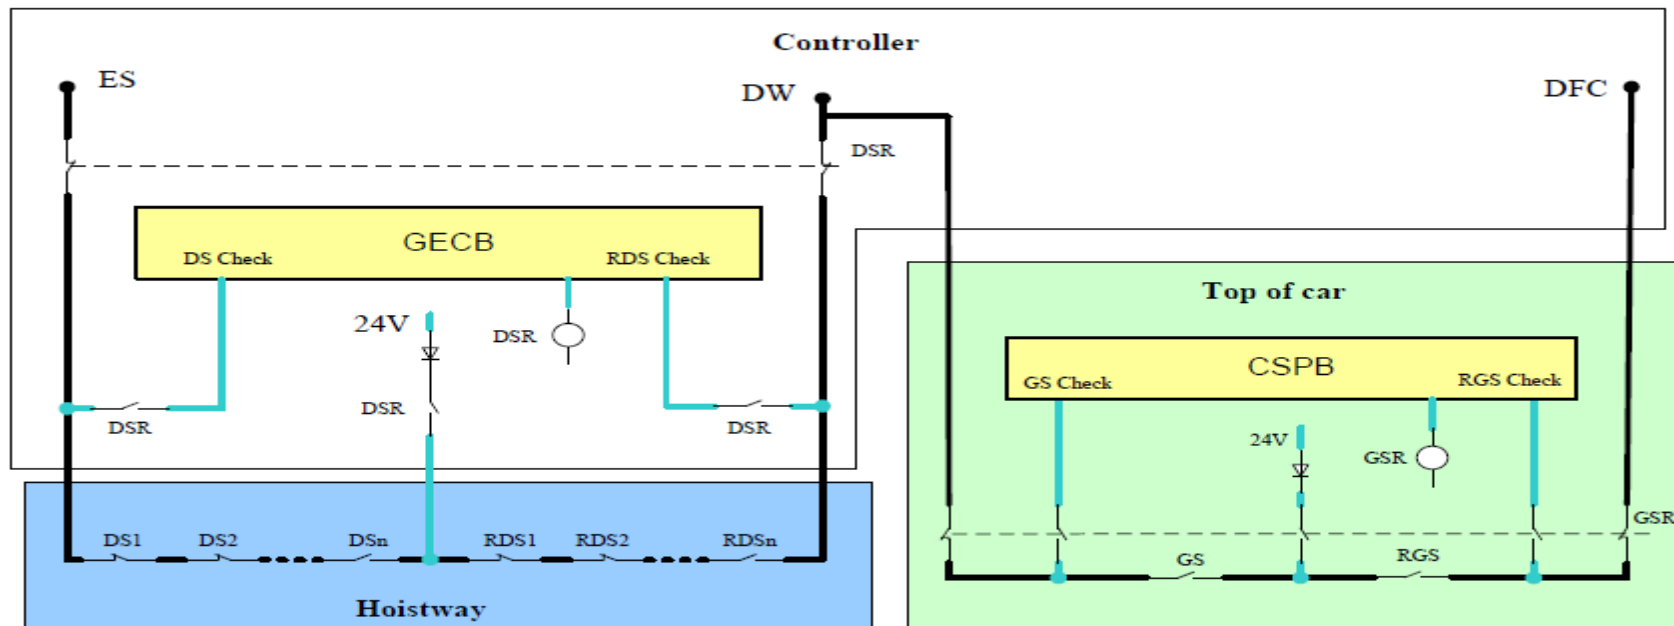 Controller
ES
DW
DFC
DSR
GECB
DS Check
RDS Check
24V
DSR
DSR
DSR
DSR
Top of car
CSPB
GS Check
RGS Check
24V
GSR
GSR
DS1
DS2
DSn
RDS1
RDS2
RDSn
GS
RGS
Hoistway